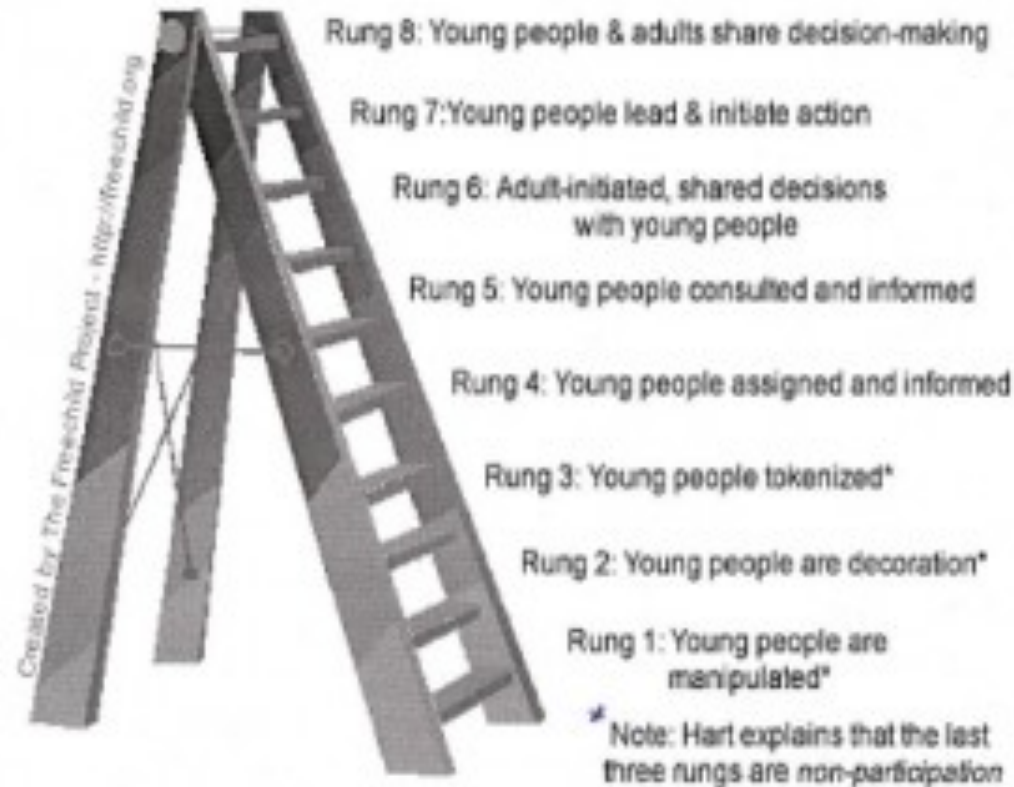 Rung 8: Young people & adults share decision-making
Rung 7:Young people lead & initiate action
Rung 6: Adult-initiated, shared decisions
with young people
Rung 5: Young people consulted and informed
Rung 4: Young people assigned and informed
Rung 3: Young people tokenized*
Rung 2: Young people are decoration*
Rung 1: Young people are
manipulated*
* Note: Hart explains that the last
three rungs are non-participation
Created by The Freechild Project - http://freechild.org